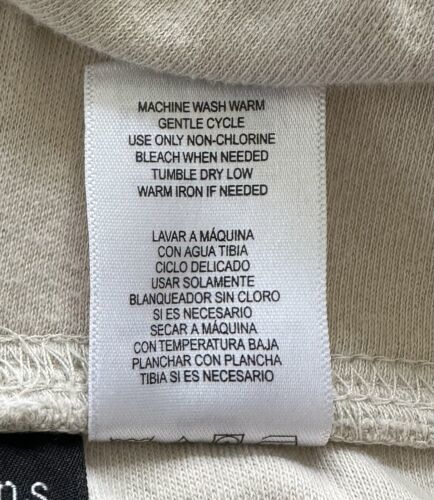 MACHINE WASH WARM
GENTLE CYCLE
USE ONLY NON-CHLORINE
BLEACH WHEN NEEDED
TUMBLE DRY LOW
WARM IRON IF NEEDED
LAVAR A MÁQUINA
CON AGUA TIBIA
CICLO DELICADO
USAR SOLAMENTE
BLANQUEADOR SIN CLORO
SI ES NECESARIO
SECAR A MÁQUINA
CON TEMPERATURA BAJA
PLANCHAR CON PLANCHA
TIBIA SI ES NECESARIO